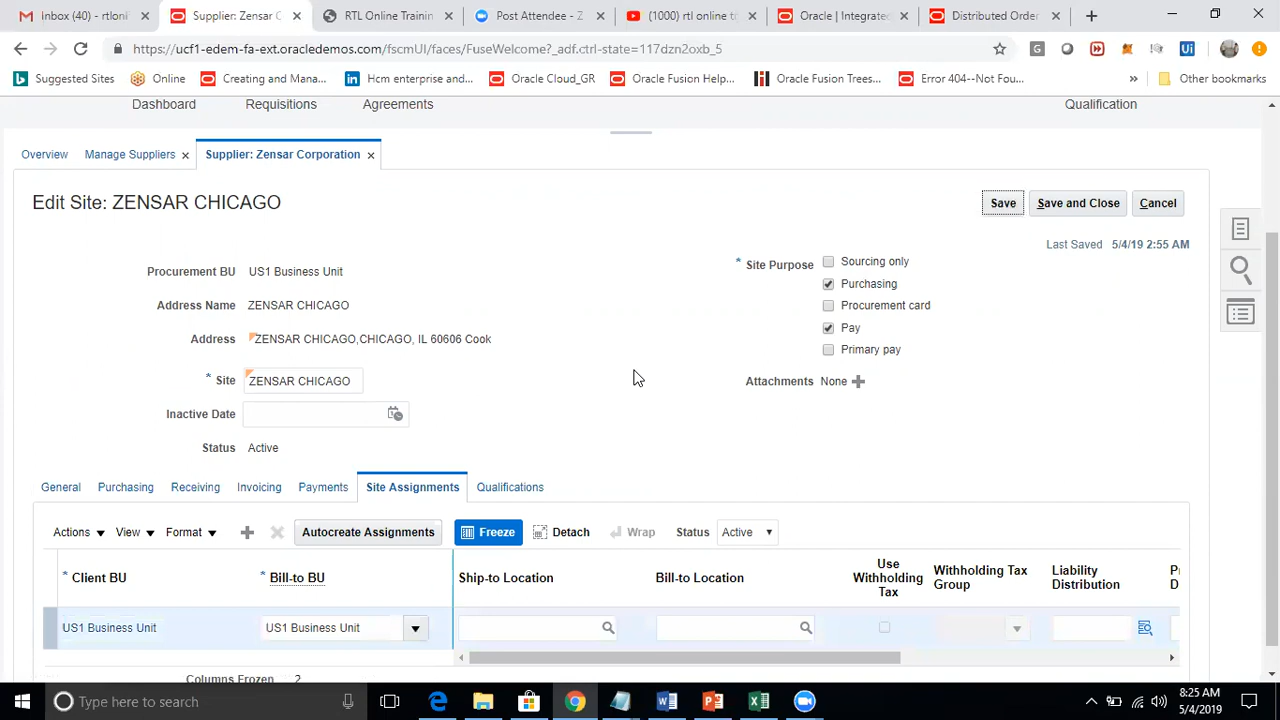 Inbox (40) - rtlonif
Supplier: Zensar C
RTL Online Training
Post Attendee - Z
(1000) rtl online t
Oracle | Integrate
Distributed Order
https://ucf1-edem-fa-ext.oracledemos.com/fscmUI/faces/FuseWelcome?_adf.ctrl-state=117dzn2oxb_5
Suggested Sites
Online
Creating and Mana...
Hcm enterprise and...
Oracle Cloud_GR
Oracle Fusion Help...
Oracle Fusion Trees...
Error 404--Not Fou...
Other bookmarks
Dashboard
Requisitions
Agreements
Qualification
Overview
Manage Suppliers
Supplier: Zensar Corporation
Edit Site: ZENSAR CHICAGO
Save
Save and Close
Cancel
Last Saved 5/4/19 2:55 AM
Procurement BU US1 Business Unit
Address Name ZENSAR CHICAGO
Address ZENSAR CHICAGO,CHICAGO, IL 60606 Cook
* Site ZENSAR CHICAGO
Inactive Date
Status Active
* Site Purpose
Sourcing only
Purchasing
Procurement card
Pay
Primary pay
Attachments None
General
Purchasing
Receiving
Invoicing
Payments
Site Assignments
Qualifications
Actions
View
Format
Autocreate Assignments
Freeze
Detach
Wrap
Status Active
* Client BU
* Bill-to BU
Ship-to Location
Bill-to Location
Use
Withholding
Tax
Withholding Tax
Group
Liability
Distribution
US1 Business Unit
US1 Business Unit
Columns Frozen 2
Type here to search
8:25 AM
5/4/2019